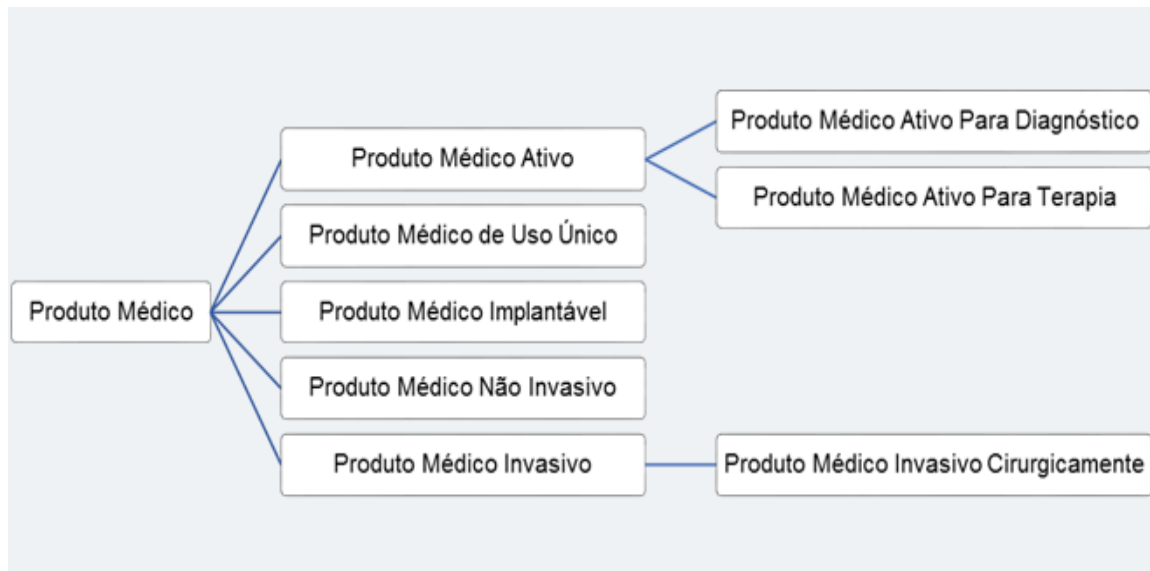 Produto Médico
Produto Médico Ativo
Produto Médico Ativo Para Diagnóstico
Produto Médico Ativo Para Terapia
Produto Médico de Uso Único
Produto Médico Implantável
Produto Médico Não Invasivo
Produto Médico Invasivo
Produto Médico Invasivo Cirurgicamente